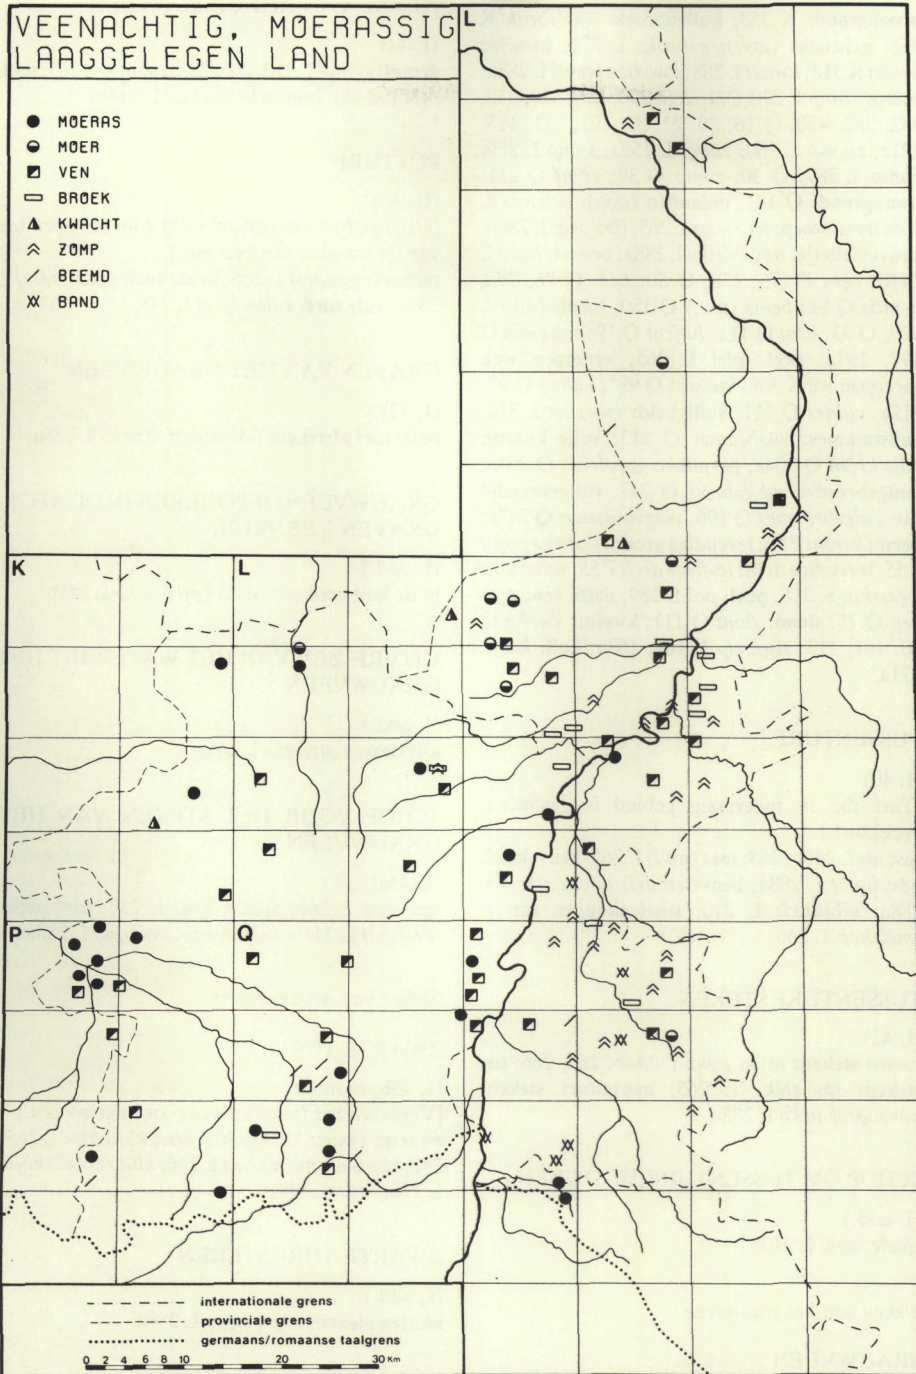 VEENACHTIG, MOERASSIG
LAAGGELEGEN LAND
MOERAS
MOER
VEN
BROEK
KWACHT
ZOMP
BEEMD
BAND
L
K
L
P
Q
internationale grens
provinciale grens
germaans/romaanse taalgrens
0 2 4 6 8 10 20 30 Km